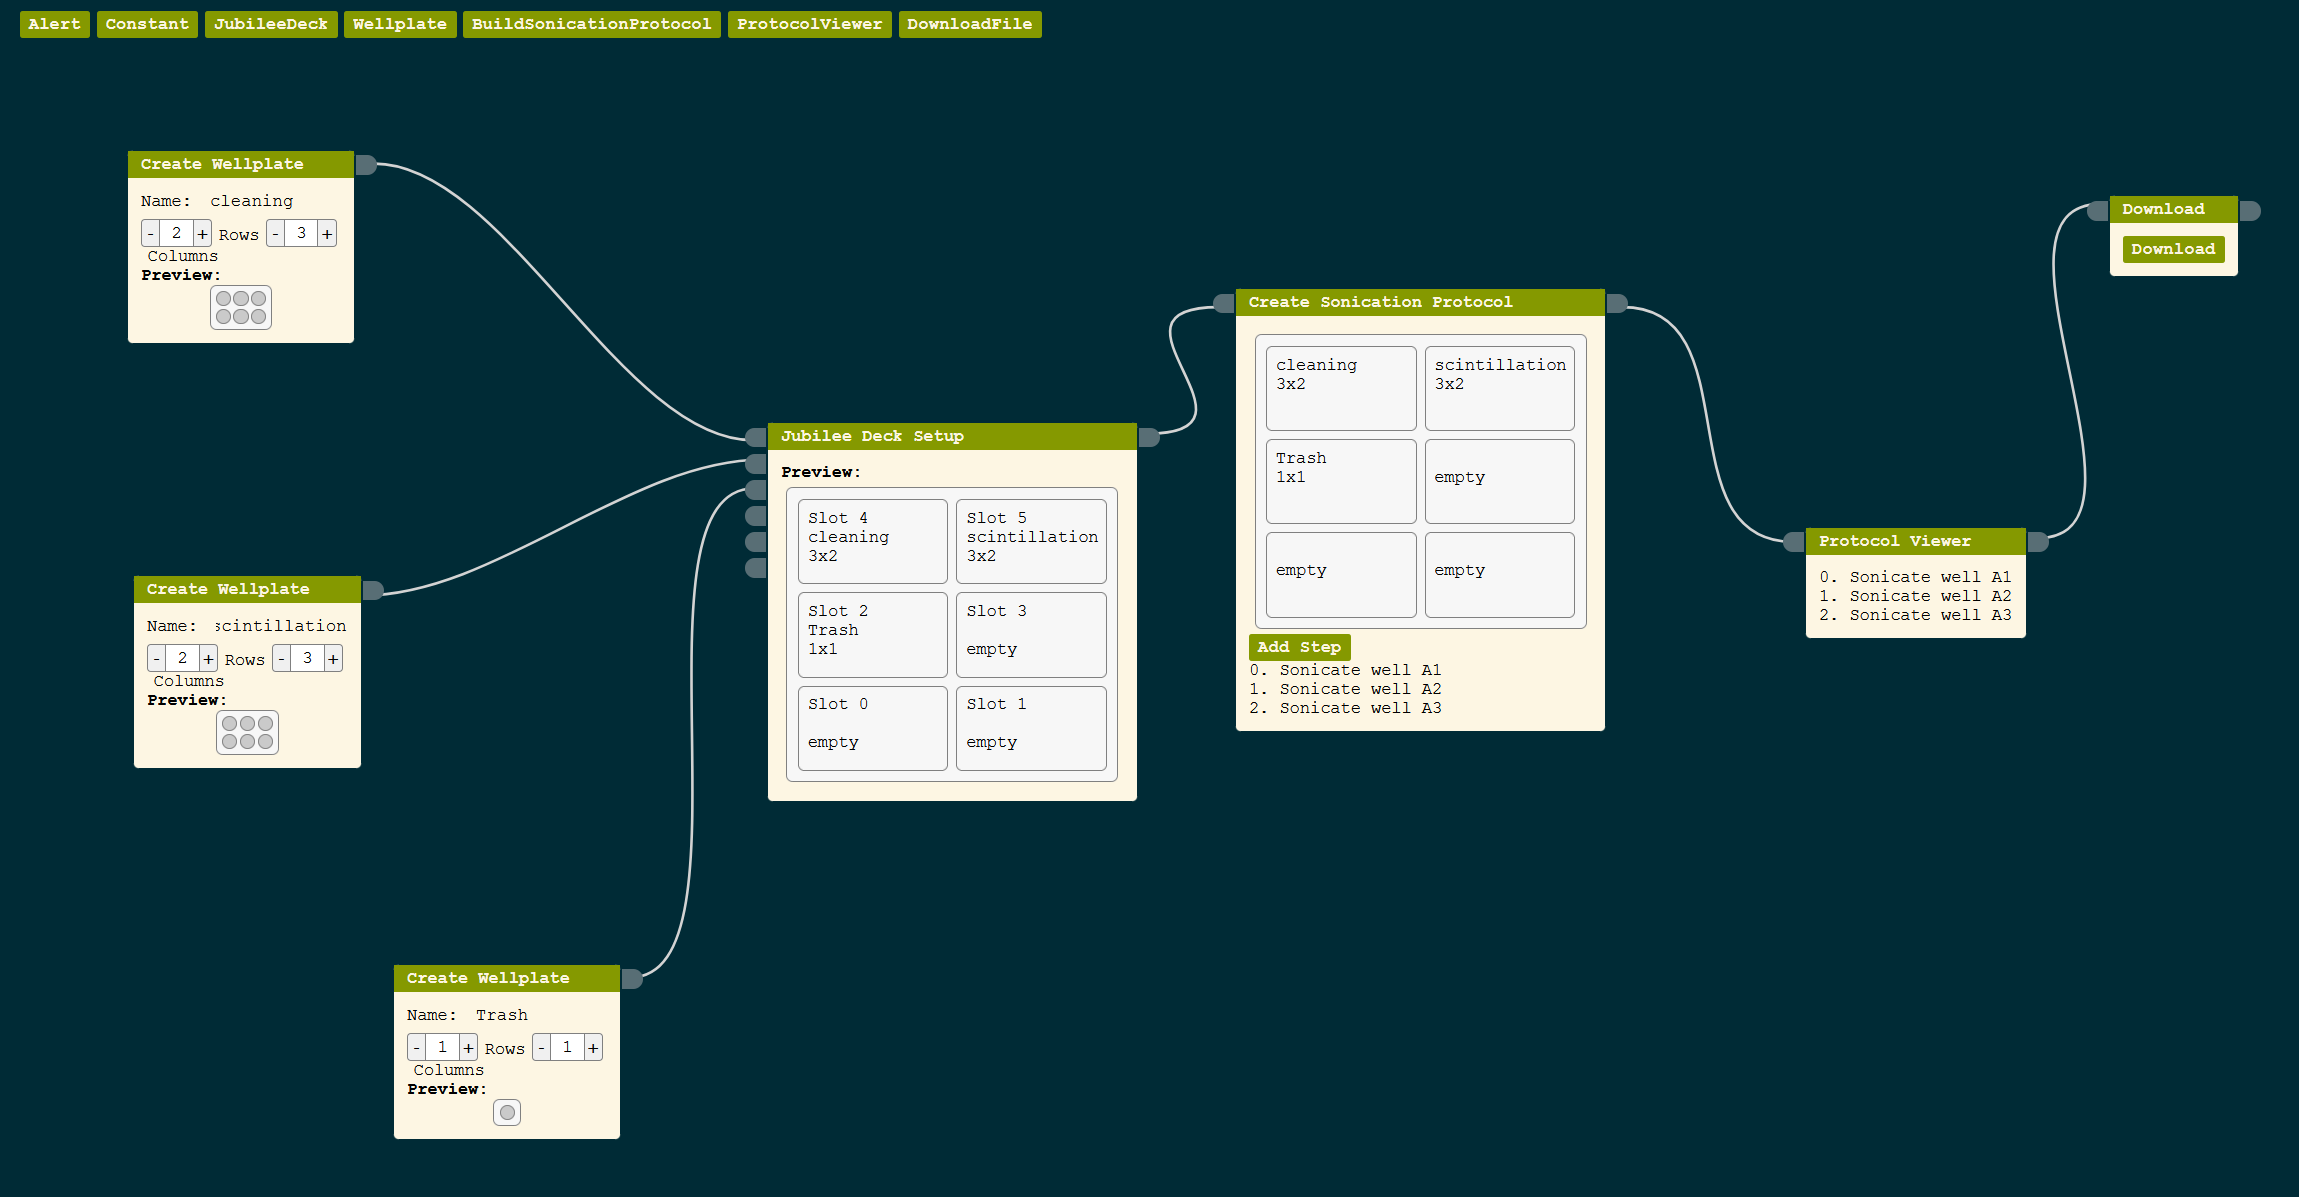 Alert Constant JubileeDeck Wellplate BuildSonicationProtocol ProtocolViewer DownloadFile
Create Wellplate
Name: cleaning
- 2 + Rows - 3 +
Columns
Preview:
Create Wellplate
Name: scintillation
- 2 + Rows - 3 +
Columns
Preview:
Create Wellplate
Name: Trash
- 1 + Rows - 1 +
Columns
Preview:
Jubilee Deck Setup
Preview:
Slot 4
cleaning
3x2
Slot 5
scintillation
3x2
Slot 2
Trash
1x1
Slot 3
empty
Slot 0
empty
Slot 1
empty
Create Sonication Protocol
cleaning
3x2
scintillation
3x2
Trash
1x1
empty
empty
empty
Add Step
0. Sonicate well A1
1. Sonicate well A2
2. Sonicate well A3
Protocol Viewer
0. Sonicate well A1
1. Sonicate well A2
2. Sonicate well A3
Download
Download